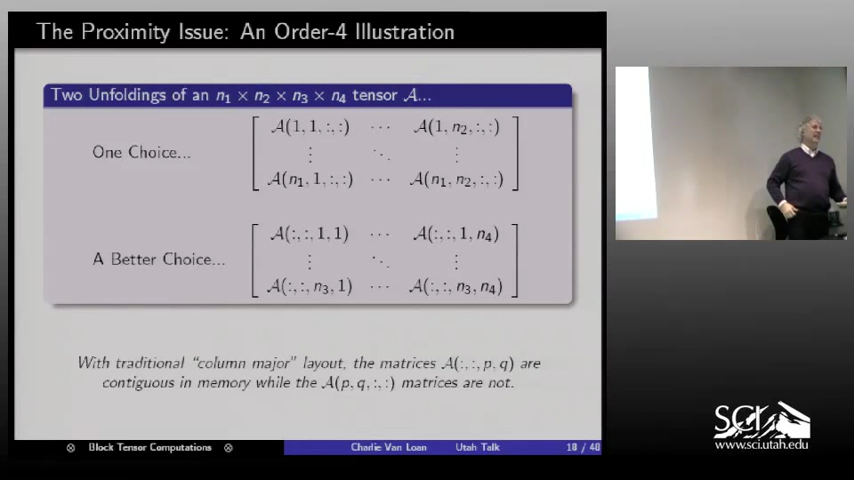 The Proximity Issue: An Order-4 Illustration
Two Unfoldings of an n₁ × n₂ × n₃ × n₄ tensor 𝒜...
One Choice...
𝒜(1, 1, :, :) ⋯ 𝒜(1, n₂, :, :)
⋮ ⋱ ⋮
𝒜(n₁, 1, :, :) ⋯ 𝒜(n₁, n₂, :, :)
A Better Choice...
𝒜(:, :, 1, 1) ⋯ 𝒜(:, :, 1, n₄)
⋮ ⋱ ⋮
𝒜(:, :, n₃, 1) ⋯ 𝒜(:, :, n₃, n₄)
With traditional “column major” layout, the matrices 𝒜(:, :, p, q) are
contiguous in memory while the 𝒜(p, q, :, :) matrices are not.
⊗ Block Tensor Computations ⊗ Charlie Van Loan Utah Talk 18 / 40
SCI
www.sci.utah.edu